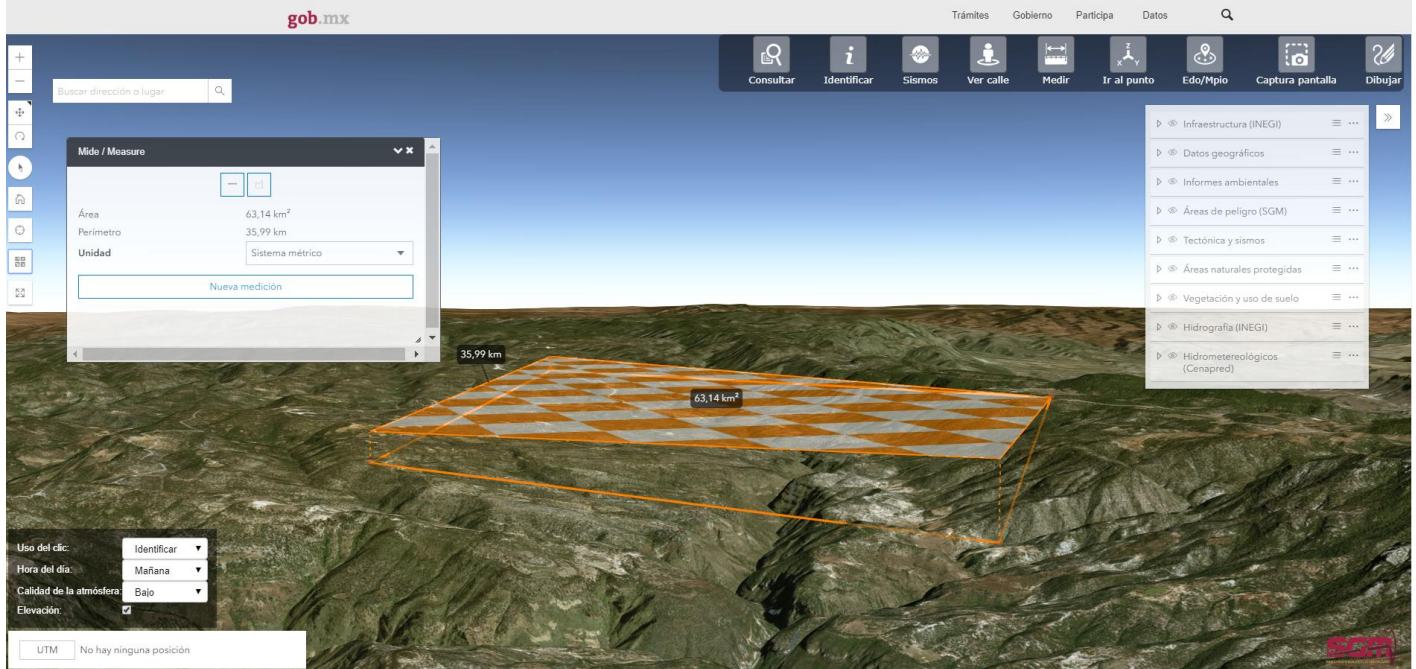 gob.mx
Trámites Gobierno Participa Datos
Consultar Identificar Sismos Ver calle Medir Ir al punto Edo/Mpio Captura pantalla Dibujar
Z
X Y
Buscar dirección o lugar
Mide / Measure
Área 63,14 km²
Perímetro 35,99 km
Unidad Sistema métrico
Nueva medición
Infraestructura (INEGI)
Datos geográficos
Informes ambientales
Áreas de peligro (SGM)
Tectónica y sismos
Áreas naturales protegidas
Vegetación y uso de suelo
Hidrografía (INEGI)
Hidrometereológicos
(Cenapred)
35,99 km
63,14 km²
Uso del clic: Identificar
Hora del día: Mañana
Calidad de la atmósfera: Bajo
Elevación:
UTM No hay ninguna posición
SGM